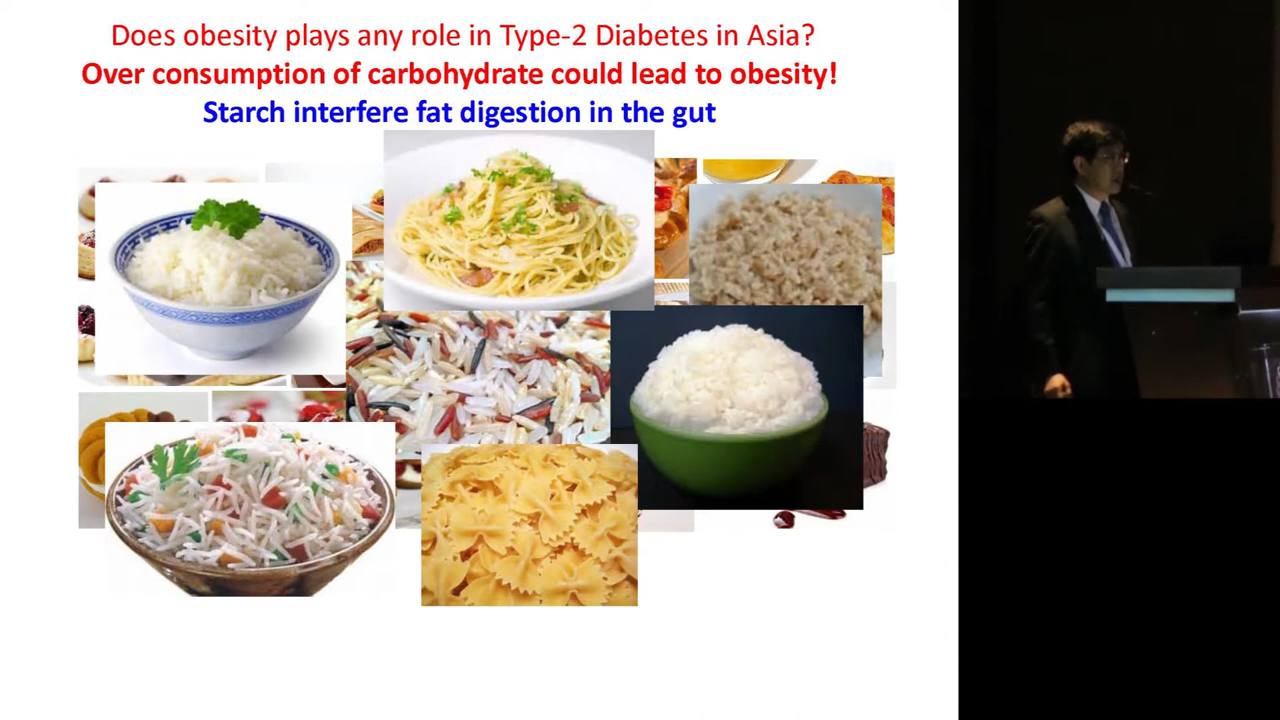 Does obesity plays any role in Type-2 Diabetes in Asia?
Over consumption of carbohydrate could lead to obesity!
Starch interfere fat digestion in the gut